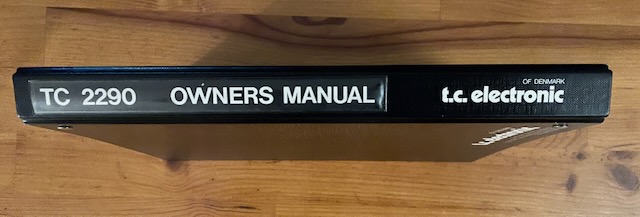 TC 2290 OWNERS MANUAL
OF DENMARK
t.c. electronic